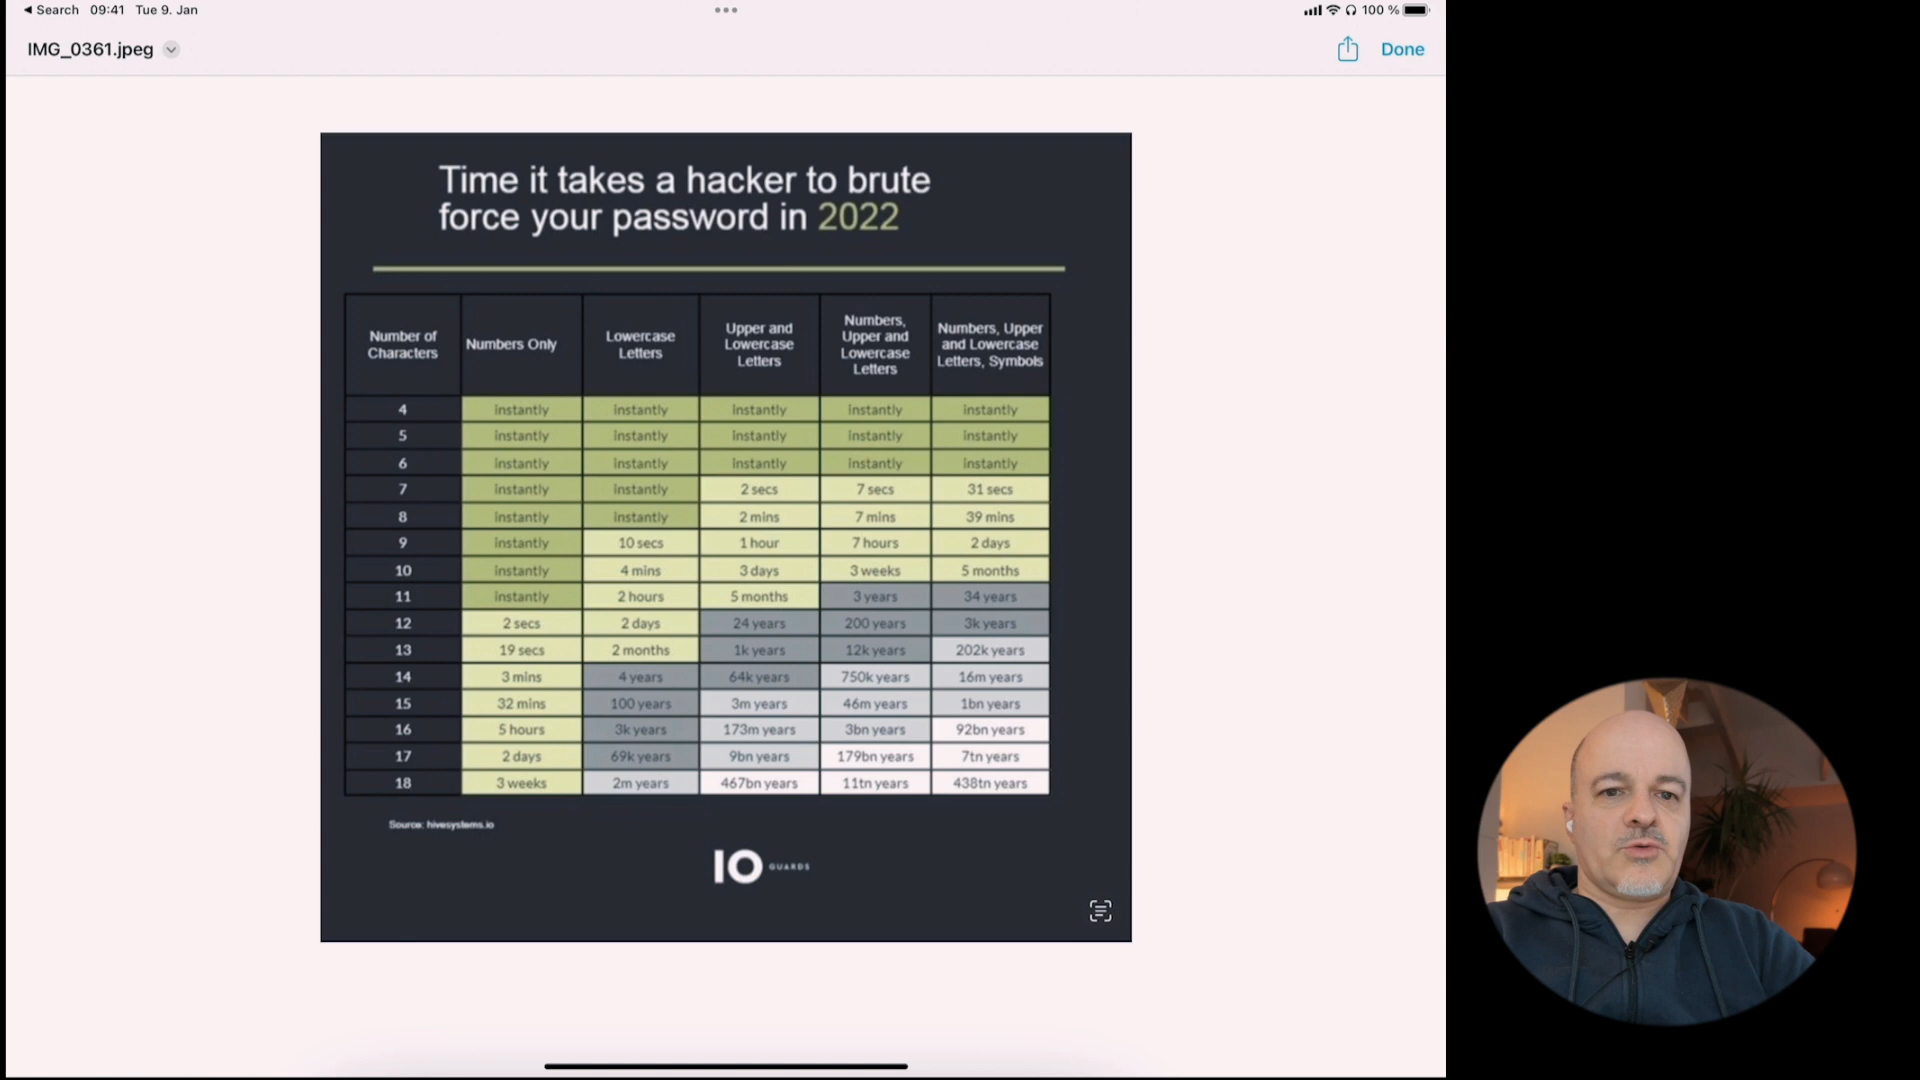 Search 09:41 Tue 9. Jan 100 %
IMG_0361.jpeg Done
Time it takes a hacker to brute
force your password in 2022
Number of Characters Numbers Only Lowercase Letters Upper and Lowercase Letters Numbers, Upper and Lowercase Letters Numbers, Upper and Lowercase Letters, Symbols
4 instantly instantly instantly instantly instantly
5 instantly instantly instantly instantly instantly
6 instantly instantly instantly instantly instantly
7 instantly instantly 2 secs 7 secs 31 secs
8 instantly instantly 2 mins 7 mins 39 mins
9 instantly 10 secs 1 hour 7 hours 2 days
10 instantly 4 mins 3 days 3 weeks 5 months
11 instantly 2 hours 5 months 3 years 34 years
12 2 secs 2 days 24 years 200 years 3k years
13 19 secs 2 months 1k years 12k years 202k years
14 3 mins 4 years 64k years 750k years 16m years
15 32 mins 100 years 3m years 46m years 1bn years
16 5 hours 3k years 173m years 3bn years 92bn years
17 2 days 69k years 9bn years 179bn years 7tn years
18 3 weeks 2m years 467bn years 11tn years 438tn years
Source: hivesystems.io
IO GUARDS